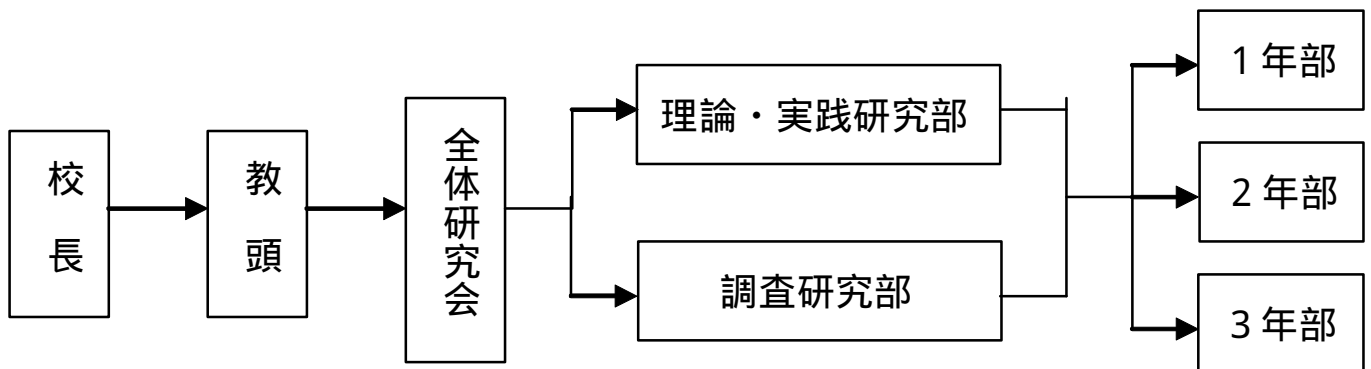 校長
教頭
全体研究会
理論・実践研究部
調査研究部
1年部
2年部
3年部